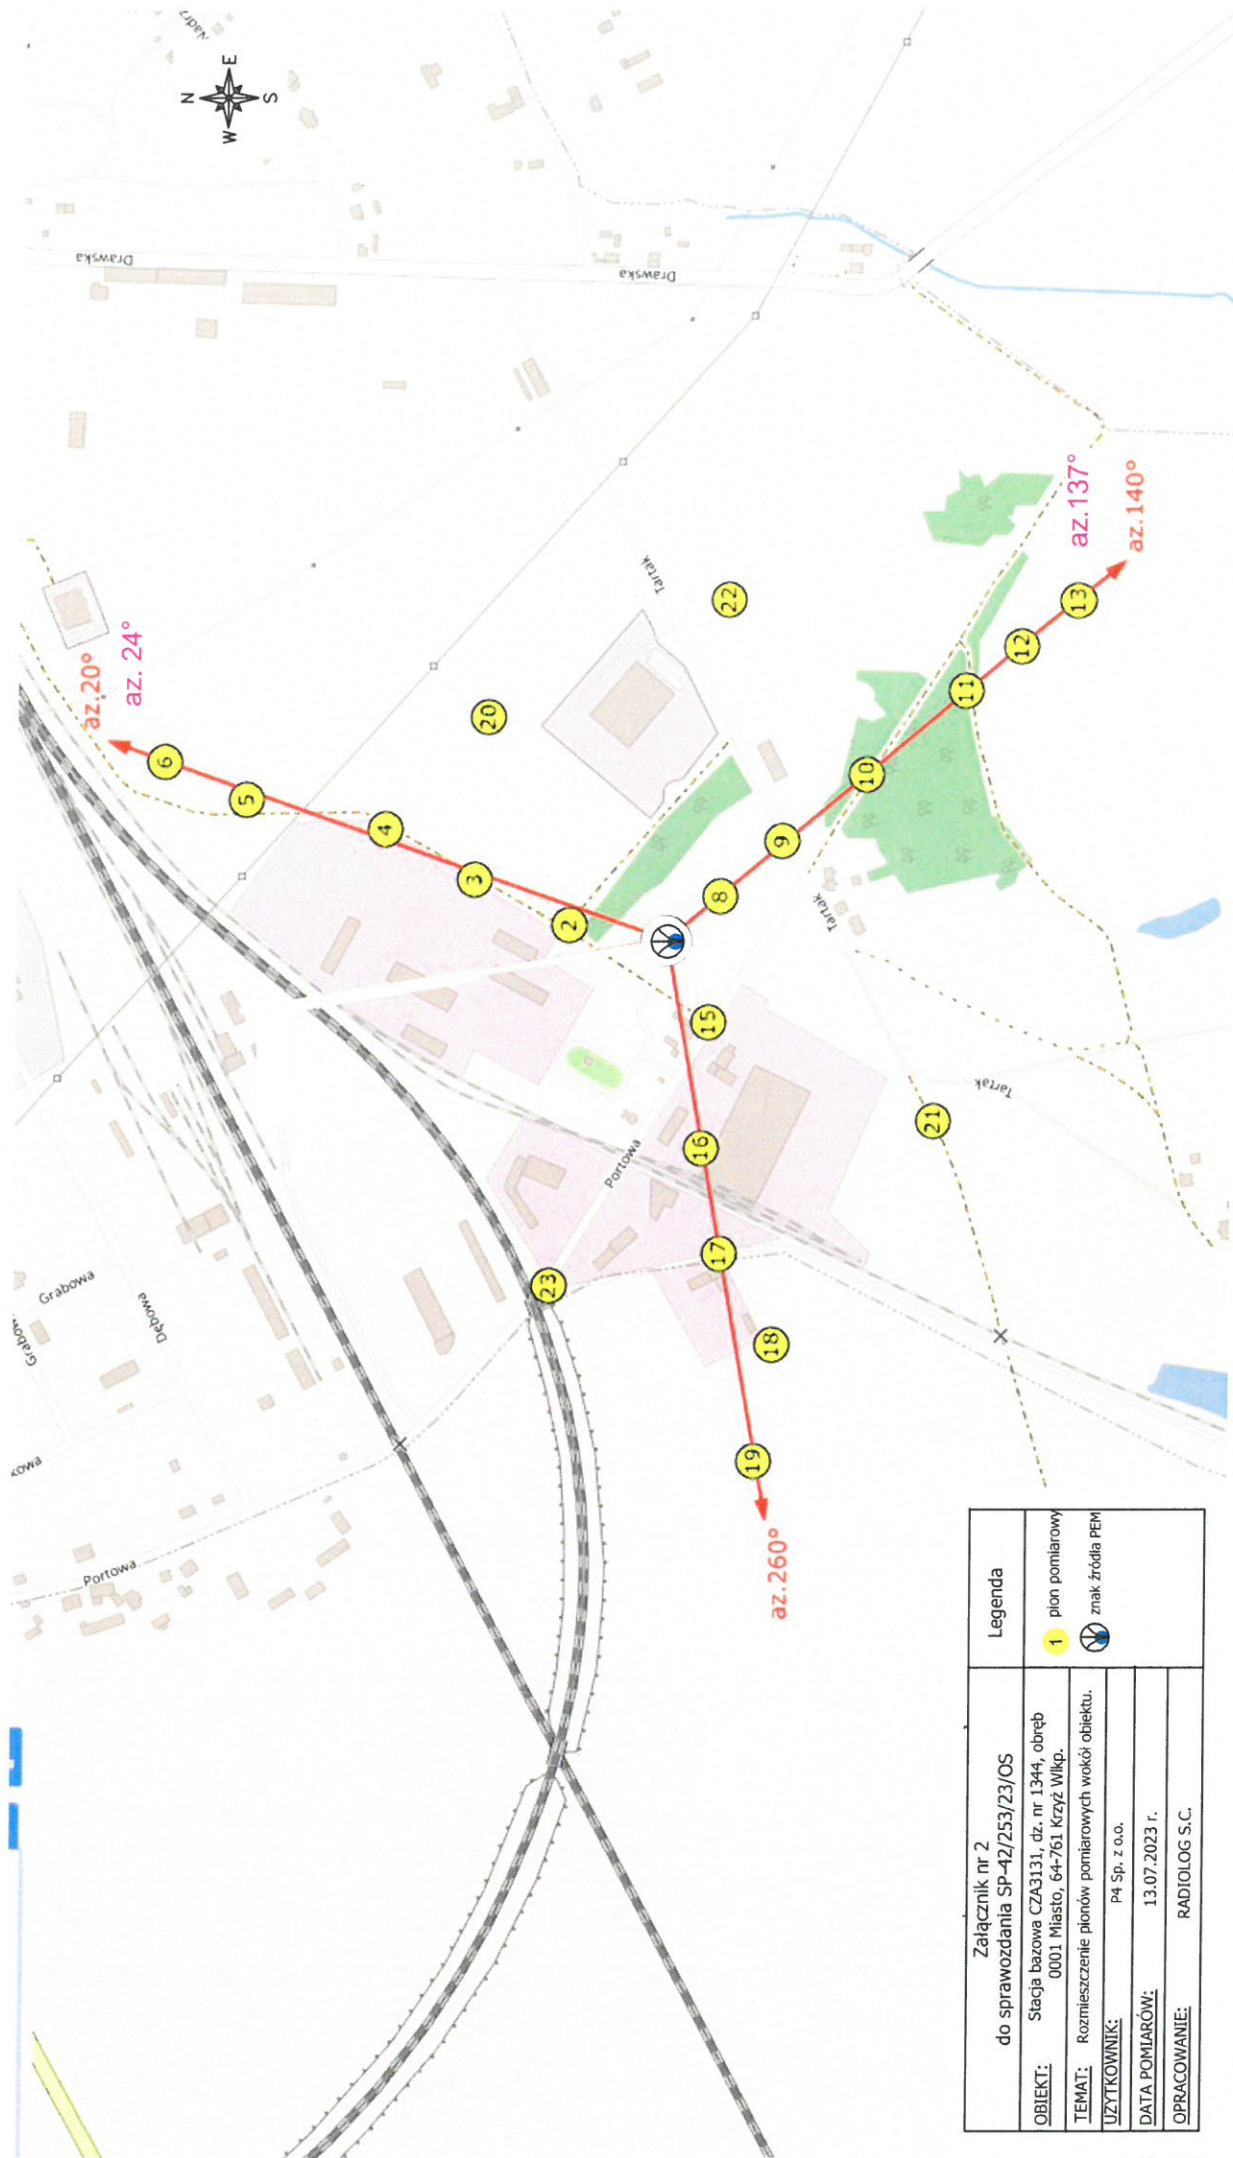 Nadrz
N
W E
S
Drawska
Drawska
az.20°
az. 24°
6
5
4
3
2
20
Tartak
22
8
9
10
11
12
13
az.137°
az.140°
Tartak
Tartak
15
16
17
18
19
21
23
az.260°
Portowa
Grabowa
Grabow
Dębowa
kowa
Portowa
Załącznik nr 2
do sprawozdania SP-42/253/23/OS
OBIEKT: Stacja bazowa CZA3131, dz. nr 1344, obręb
0001 Miasto, 64-761 Krzyż Wlkp.
TEMAT: Rozmieszczenie pionów pomiarowych wokół obiektu.
UŻYTKOWNIK: P4 Sp. z o.o.
DATA POMIARÓW: 13.07.2023 r.
OPRACOWANIE: RADIOLOG S.C.
Legenda
1 pion pomiarowy
znak źródła PEM